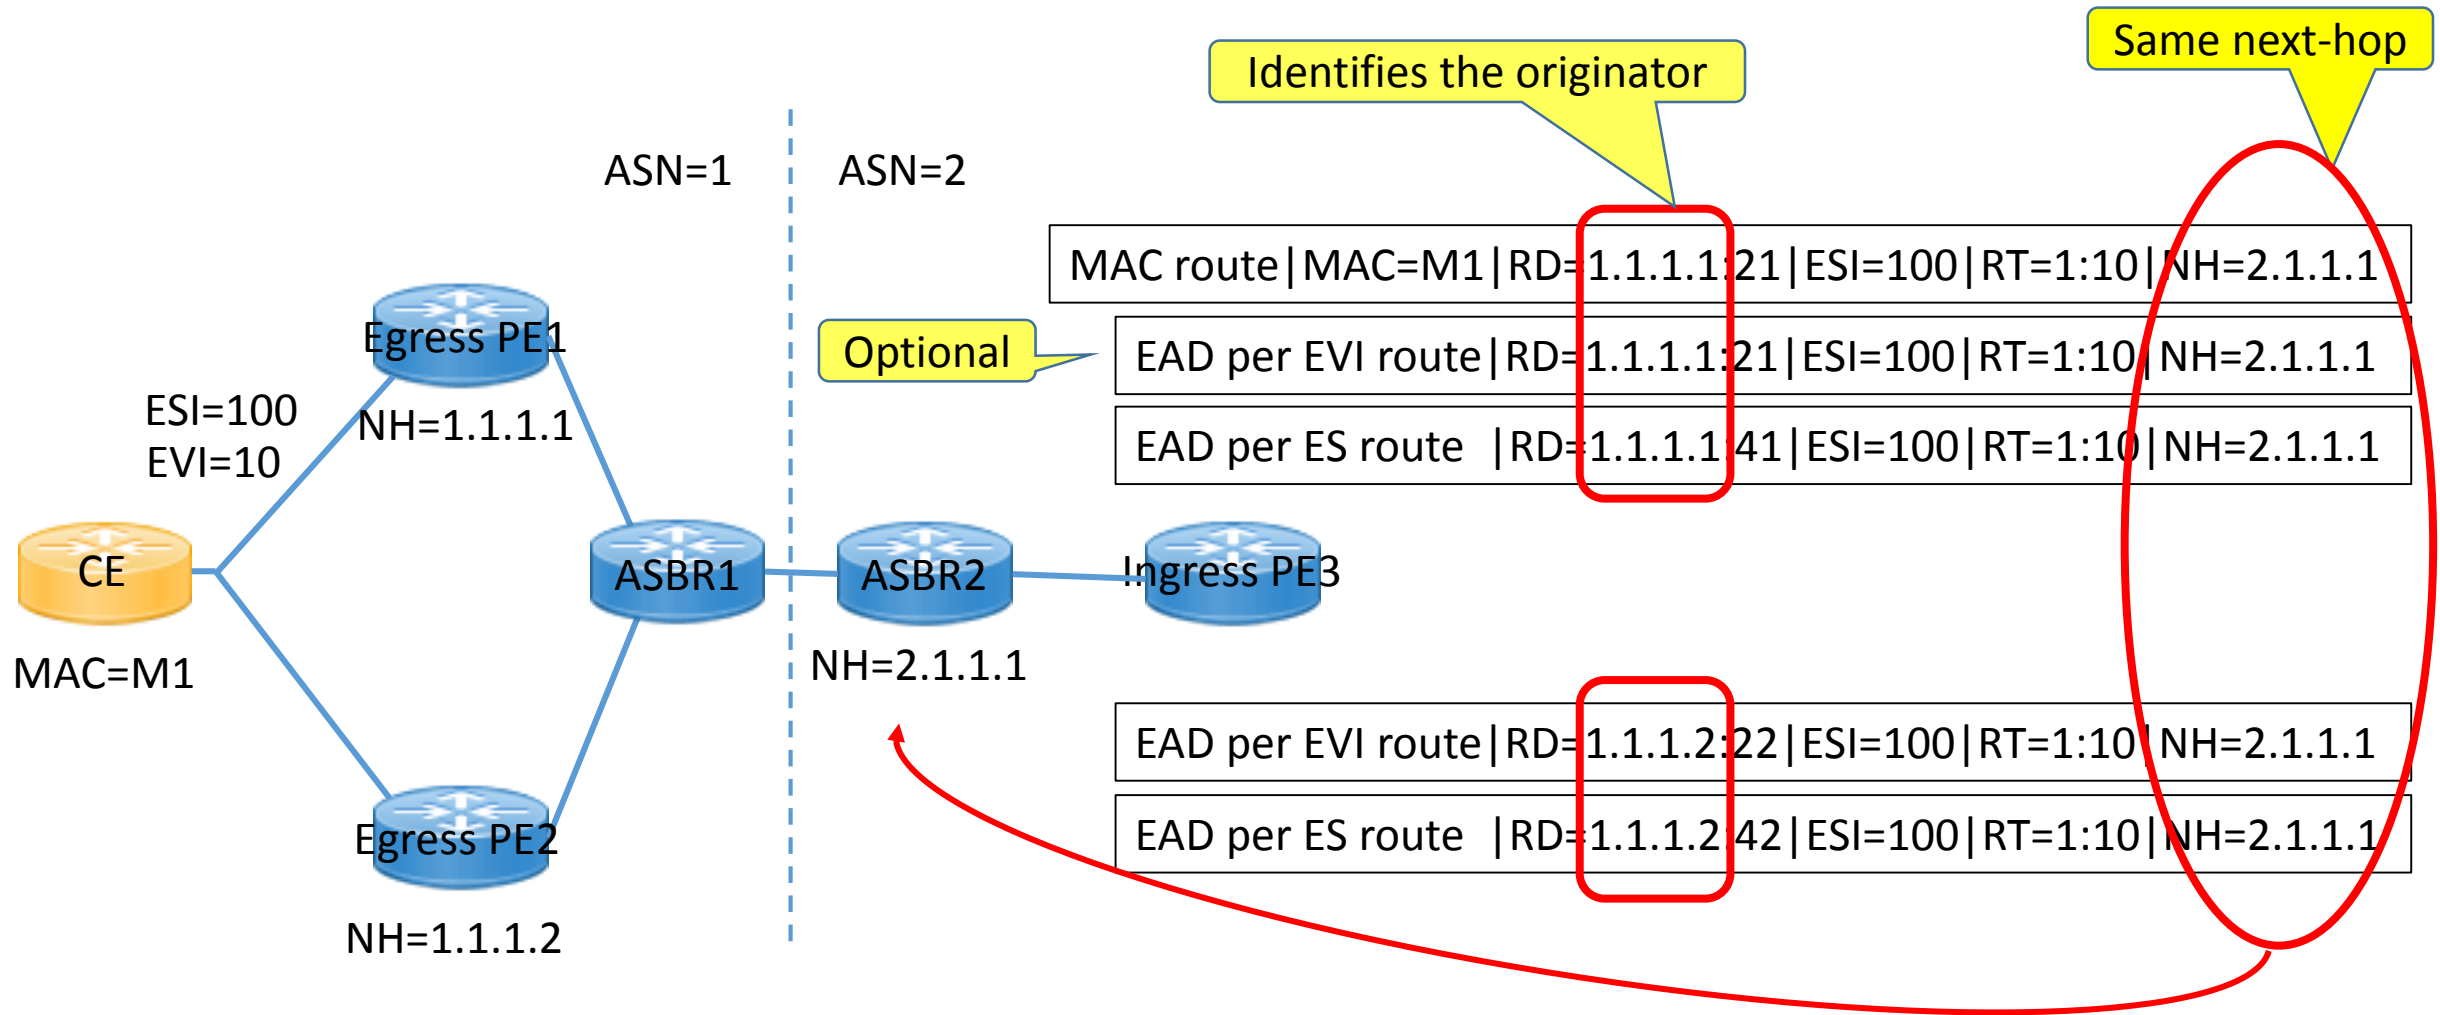 Same next-hop
Identifies the originator
ASN=1
ASN=2
MAC route|MAC=M1|RD=1.1.1.1:21|ESI=100|RT=1:10|NH=2.1.1.1
Egress PE1
Optional
EAD per EVI route|RD=1.1.1.1:21|ESI=100|RT=1:10|NH=2.1.1.1
ESI=100
EVI=10
NH=1.1.1.1
EAD per ES route |RD=1.1.1.1:41|ESI=100|RT=1:10|NH=2.1.1.1
CE
ASBR1
ASBR2
Ingress PE3
MAC=M1
NH=2.1.1.1
EAD per EVI route|RD=1.1.1.2:22|ESI=100|RT=1:10|NH=2.1.1.1
Egress PE2
EAD per ES route |RD=1.1.1.2:42|ESI=100|RT=1:10|NH=2.1.1.1
NH=1.1.1.2